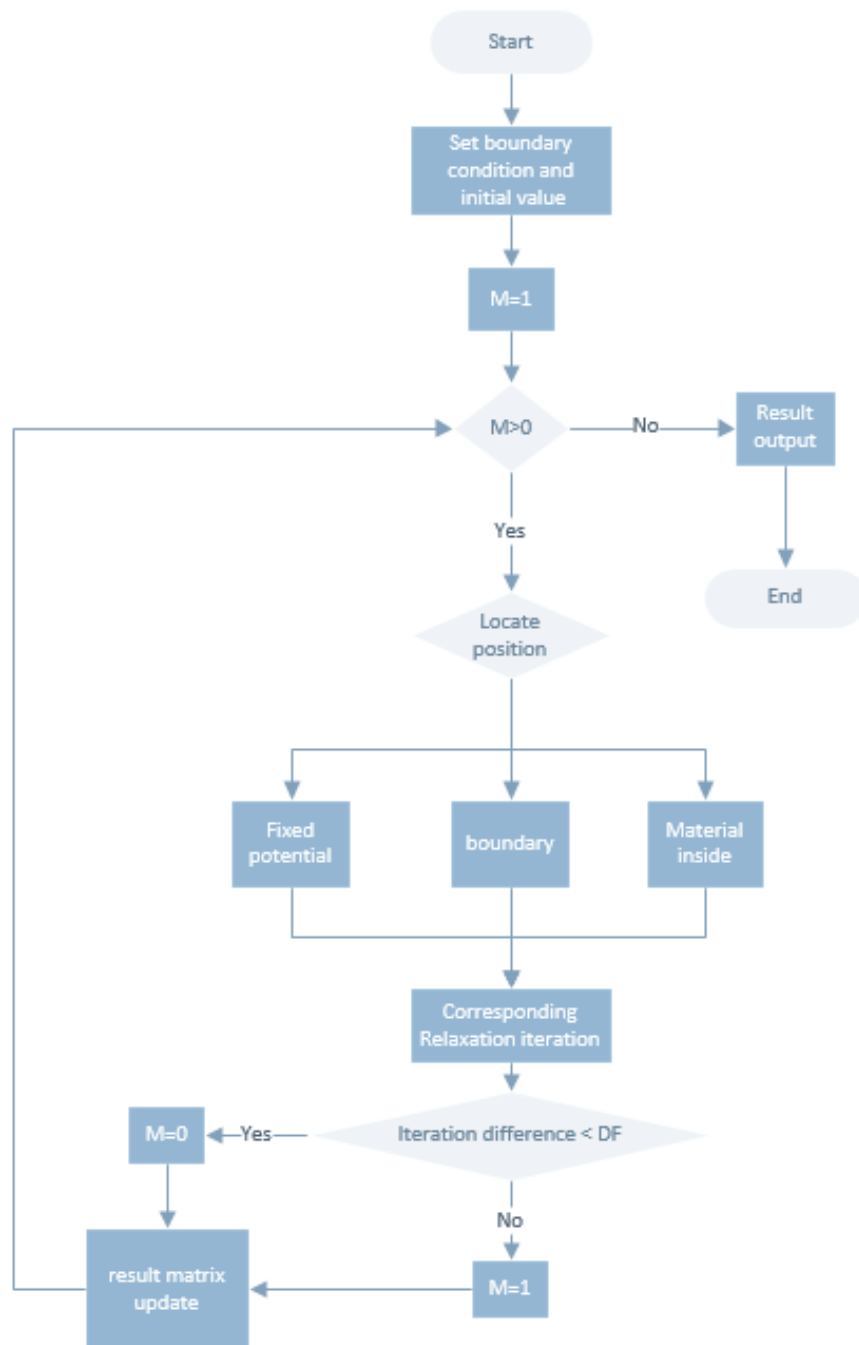 Start
Set boundary
condition and
initial value
M=1
M>0
No
Result
output
Yes
End
Locate
position
Fixed
potential
boundary
Material
inside
Corresponding
Relaxation iteration
Iteration difference < DF
Yes
M=0
No
M=1
result matrix
update